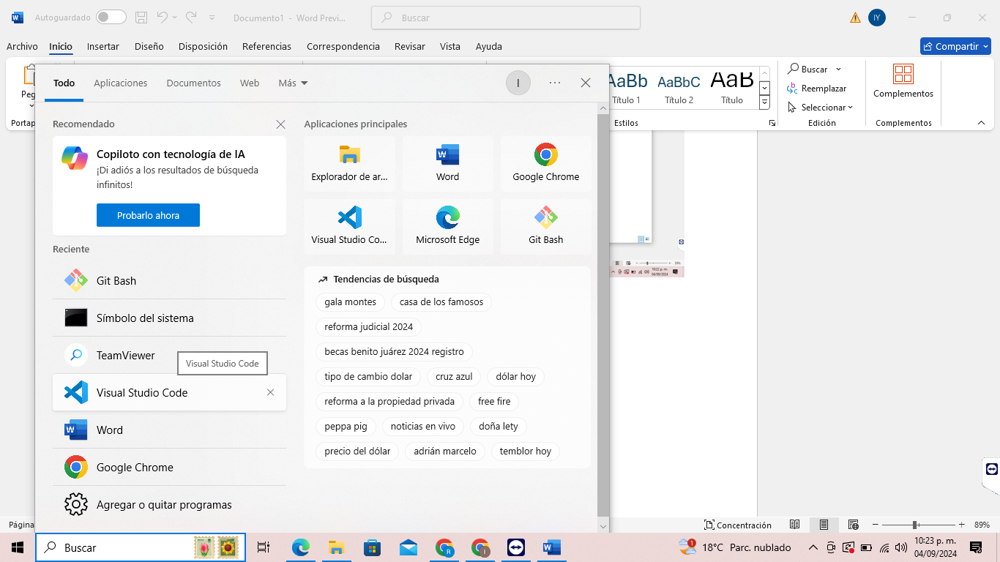 Autoguardado
Documento1 - Word Previ...
Buscar
IY
Archivo Inicio Insertar Diseño Disposición Referencias Correspondencia Revisar Vista Ayuda
Compartir
Título 1
AaBbC
Título 2
AaB
Título
Buscar
Reemplazar
Seleccionar
Complementos
Estilos
Edición
Complementos
Todo Aplicaciones Documentos Web Más
I
Recomendado
Copiloto con tecnología de IA
¡Di adiós a los resultados de búsqueda
infinitos!
Probarlo ahora
Reciente
Git Bash
Símbolo del sistema
TeamViewer
Visual Studio Code
Visual Studio Code
Word
Google Chrome
Agregar o quitar programas
Aplicaciones principales
Explorador de ar...
Word
Google Chrome
Visual Studio Co...
Microsoft Edge
Git Bash
Tendencias de búsqueda
gala montes
casa de los famosos
reforma judicial 2024
becas benito juárez 2024 registro
tipo de cambio dolar
cruz azul
dólar hoy
reforma a la propiedad privada
free fire
peppa pig
noticias en vivo
doña lety
precio del dólar
adrián marcelo
temblor hoy
10:22 p. m.
04/09/2024
Página
Concentración
89%
Buscar
1
18°C Parc. nublado
10:23 p. m.
04/09/2024